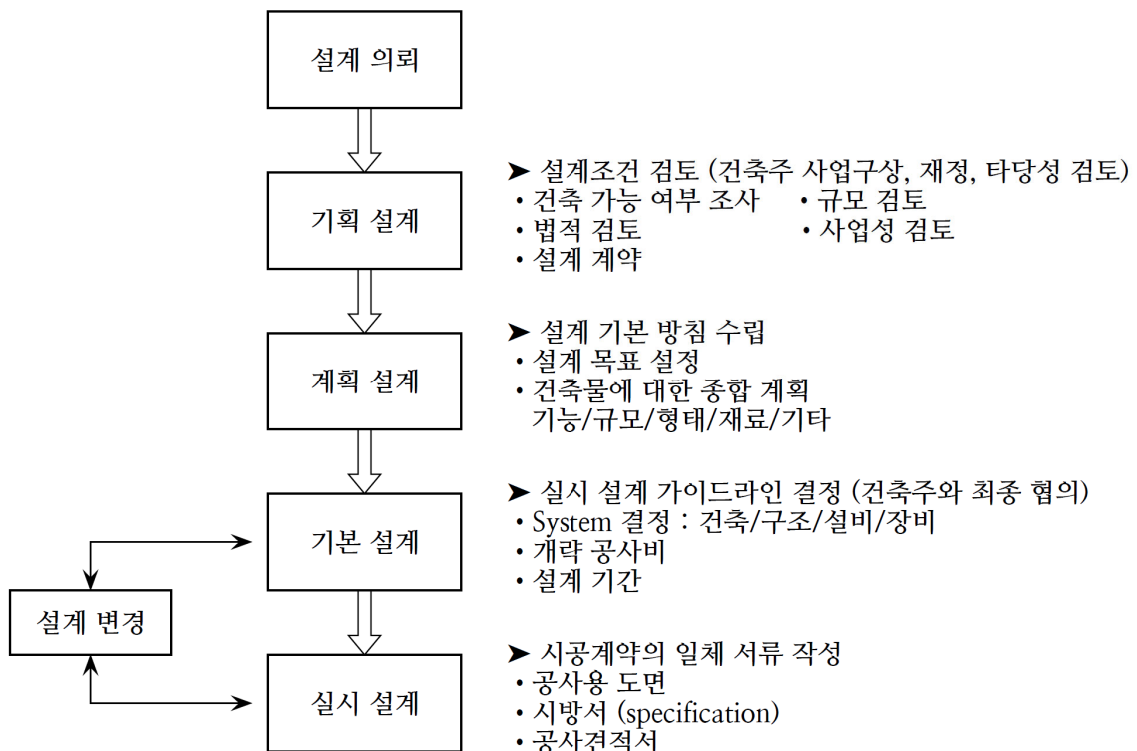 설계 의뢰
기획 설계
➤ 설계조건 검토 (건축주 사업구상, 재정, 타당성 검토)
• 건축 가능 여부 조사 • 규모 검토
• 법적 검토 • 사업성 검토
• 설계 계약
계획 설계
➤ 설계 기본 방침 수립
• 설계 목표 설정
• 건축물에 대한 종합 계획
기능/규모/형태/재료/기타
기본 설계
➤ 실시 설계 가이드라인 결정 (건축주와 최종 협의)
• System 결정 : 건축/구조/설비/장비
• 개략 공사비
• 설계 기간
설계 변경
실시 설계
➤ 시공계약의 일체 서류 작성
• 공사용 도면
• 시방서 (specification)
• 공사견적서